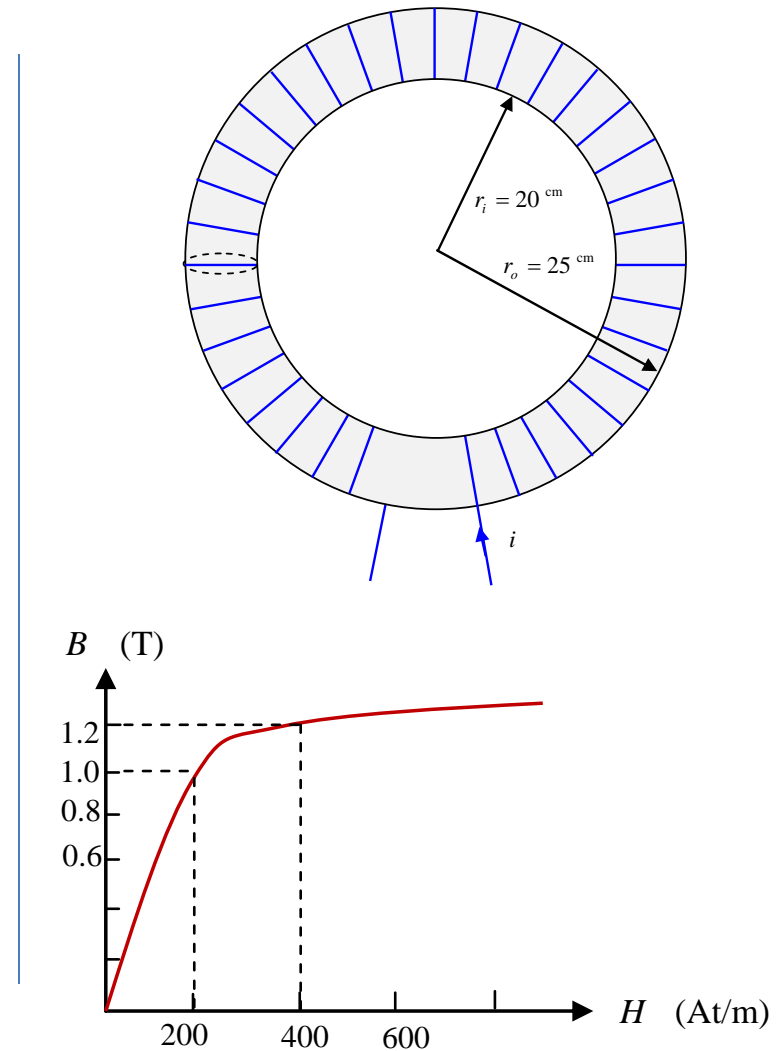 r_i = 20 cm
r_o = 25 cm
i
B (T)
1.2
1.0
0.8
0.6
200 400 600
H (At/m)